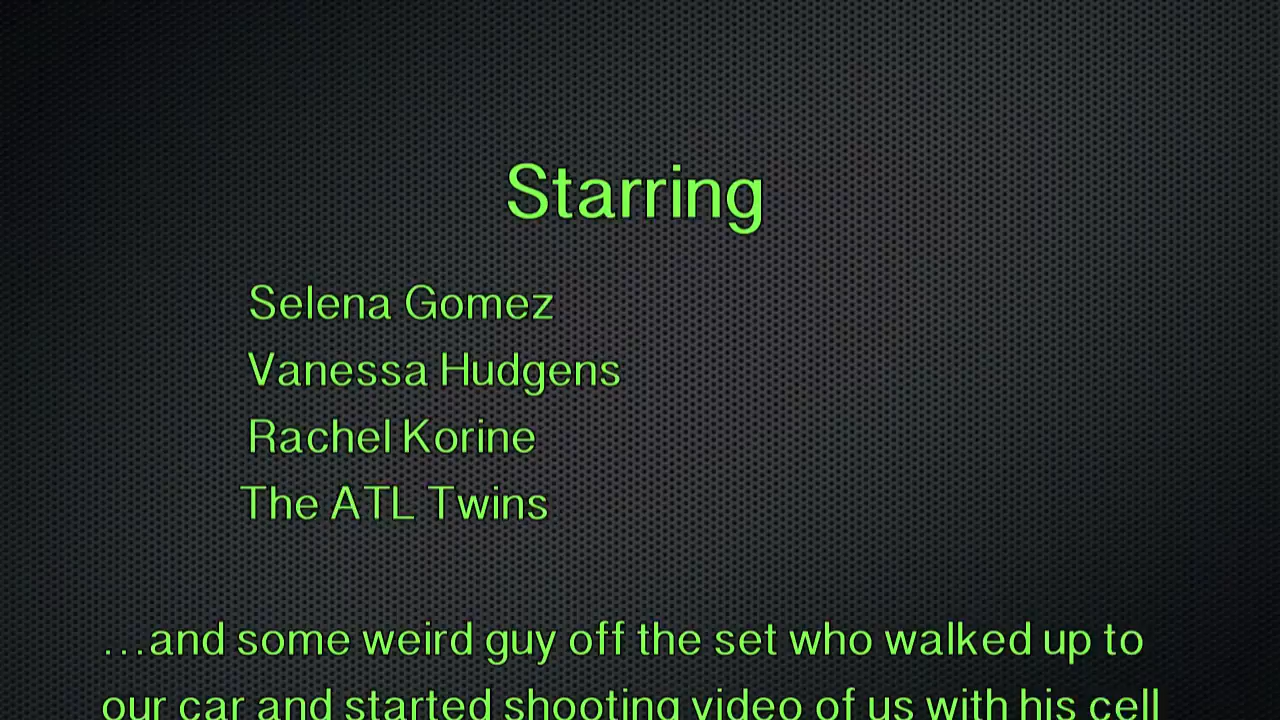 Starring
Selena Gomez
Vanessa Hudgens
Rachel Korine
The ATL Twins
...and some weird guy off the set who walked up to
our car and started shooting video of us with his cell